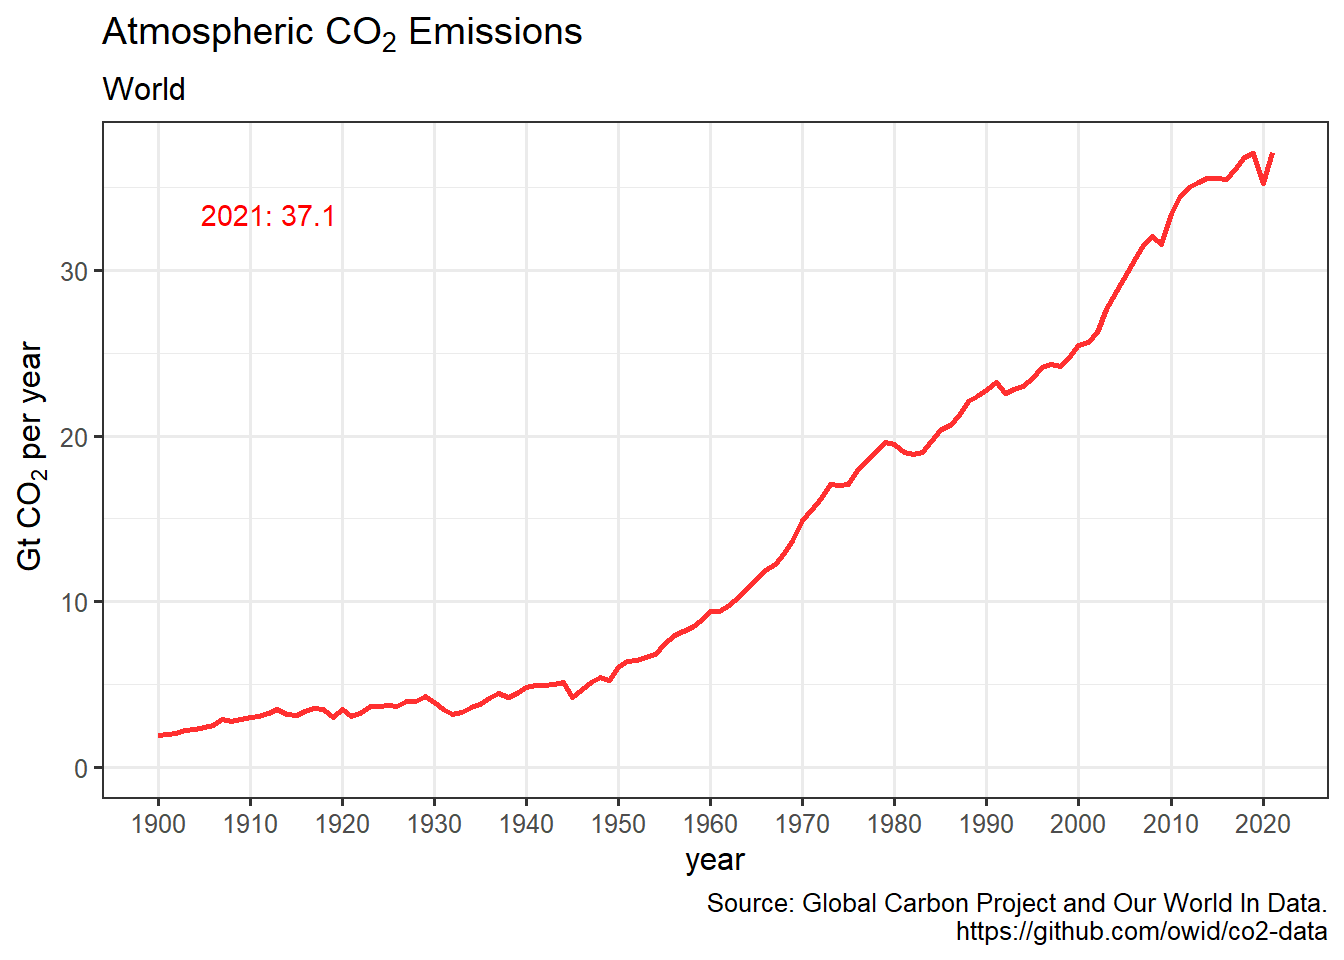 Atmospheric CO₂ Emissions
World
2021: 37.1
Gt CO₂ per year
30
20
10
0
1900 1910 1920 1930 1940 1950 1960 1970 1980 1990 2000 2010 2020
year
Source: Global Carbon Project and Our World In Data.
https://github.com/owid/co2-data